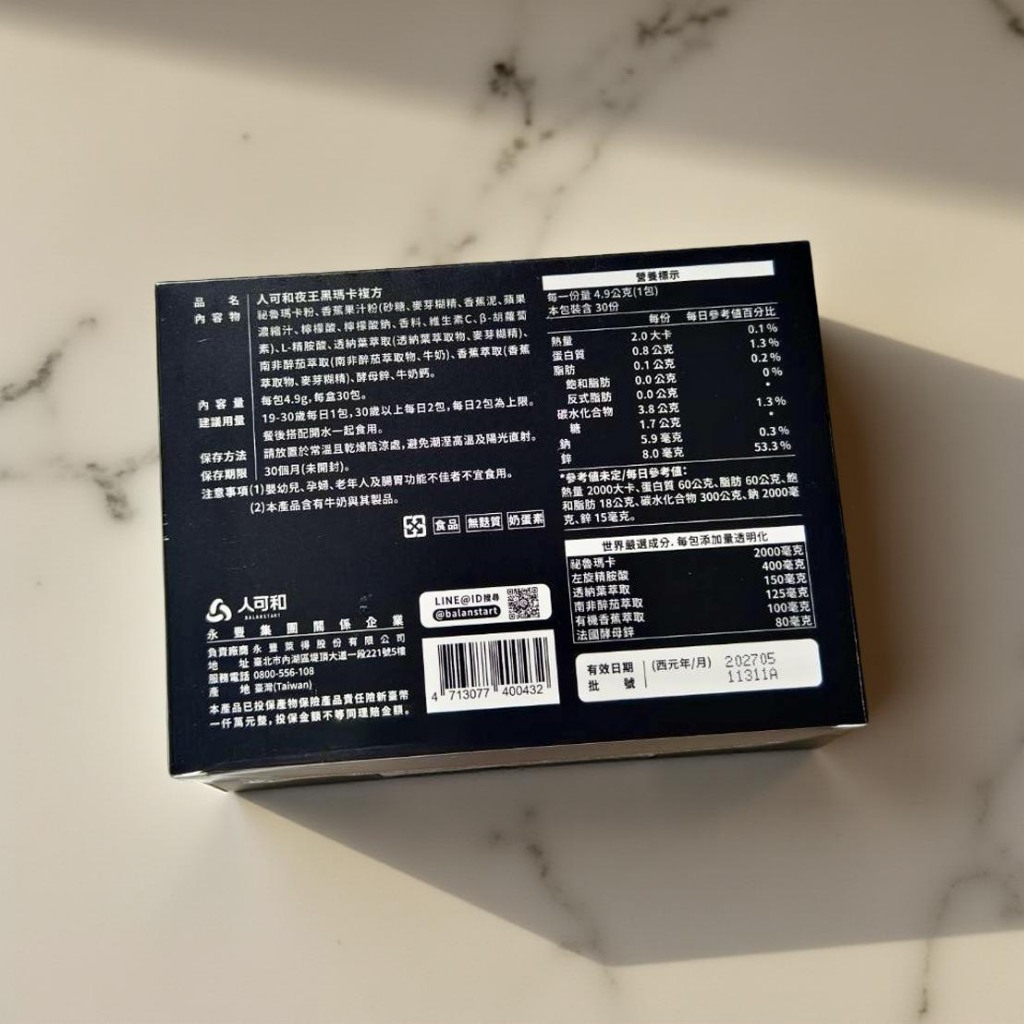 品名 人可和夜王黑瑪卡複方
內容物 祕魯瑪卡粉、香蕉果汁粉(砂糖、麥芽糊精、香蕉泥、蘋果
濃縮汁、檸檬酸、檸檬酸鈉、香料、維生素C、β-胡蘿蔔
素)、L-精胺酸、透納葉萃取(透納葉萃取物、麥芽糊精)、
南非醉茄萃取(南非醉茄萃取物、牛奶)、香蕉萃取(香蕉
萃取物、麥芽糊精)、酵母鋅、牛奶鈣。
內容量 每包4.9g,每盒30包。
建議用量 19-30歲每日1包,30歲以上每日2包,每日2包為上限。
餐後搭配開水一起食用。
保存方法 請放置於常溫且乾燥陰涼處,避免潮溼高溫及陽光直射。
保存期限 30個月(未開封)。
注意事項 (1)嬰幼兒、孕婦、老年人及腸胃功能不佳者不宜食用。
(2)本產品含有牛奶與其製品。
食品 無麩質 奶蛋素
人可和
BALANSTART
永豐集團關係企業
負責廠商 永豐萊得股份有限公司
地址 臺北市內湖區堤頂大道一段221號5樓
服務電話 0800-556-108
產地 臺灣(Taiwan)
本產品已投保產物保險產品責任險新臺幣
一仟萬元整,投保金額不等同理賠金額。
LINE@ID搜尋
@balanstart
4 713077 400432
營養標示
每一份量 4.9公克(1包)
本包裝含 30份
每份 每日參考值百分比
熱量 2.0 大卡 0.1 %
蛋白質 0.8 公克 1.3 %
脂肪 0.1 公克 0.2 %
飽和脂肪 0.0 公克 0 %
反式脂肪 0.0 公克 *
碳水化合物 3.8 公克 1.3 %
糖 1.7 公克 *
鈉 5.9 毫克 0.3 %
鋅 8.0 毫克 53.3 %
*參考值未定/每日參考值:
熱量 2000大卡、蛋白質 60公克、脂肪 60公克、飽
和脂肪 18公克、碳水化合物 300公克、鈉 2000毫
克、鋅 15毫克。
世界嚴選成分.每包添加量透明化
祕魯瑪卡 2000毫克
左旋精胺酸 400毫克
透納葉萃取 150毫克
南非醉茄萃取 125毫克
有機香蕉萃取 100毫克
法國酵母鋅 80毫克
有效日期 (西元年/月) 202705
批號 11311A